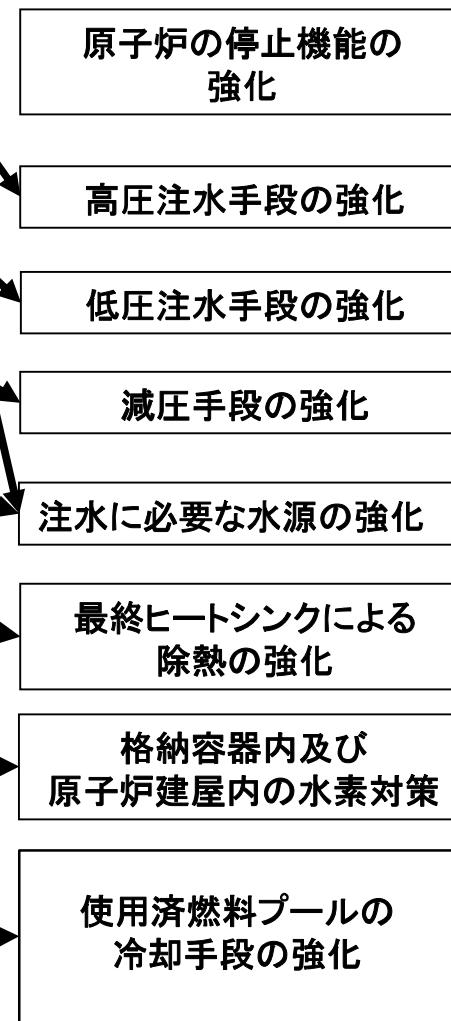 原子炉の停止機能の
強化
高圧注水手段の強化
低圧注水手段の強化
減圧手段の強化
注水に必要な水源の強化
最終ヒートシンクによる
除熱の強化
格納容器内及び
原子炉建屋内の水素対策
使用済燃料プールの
冷却手段の強化